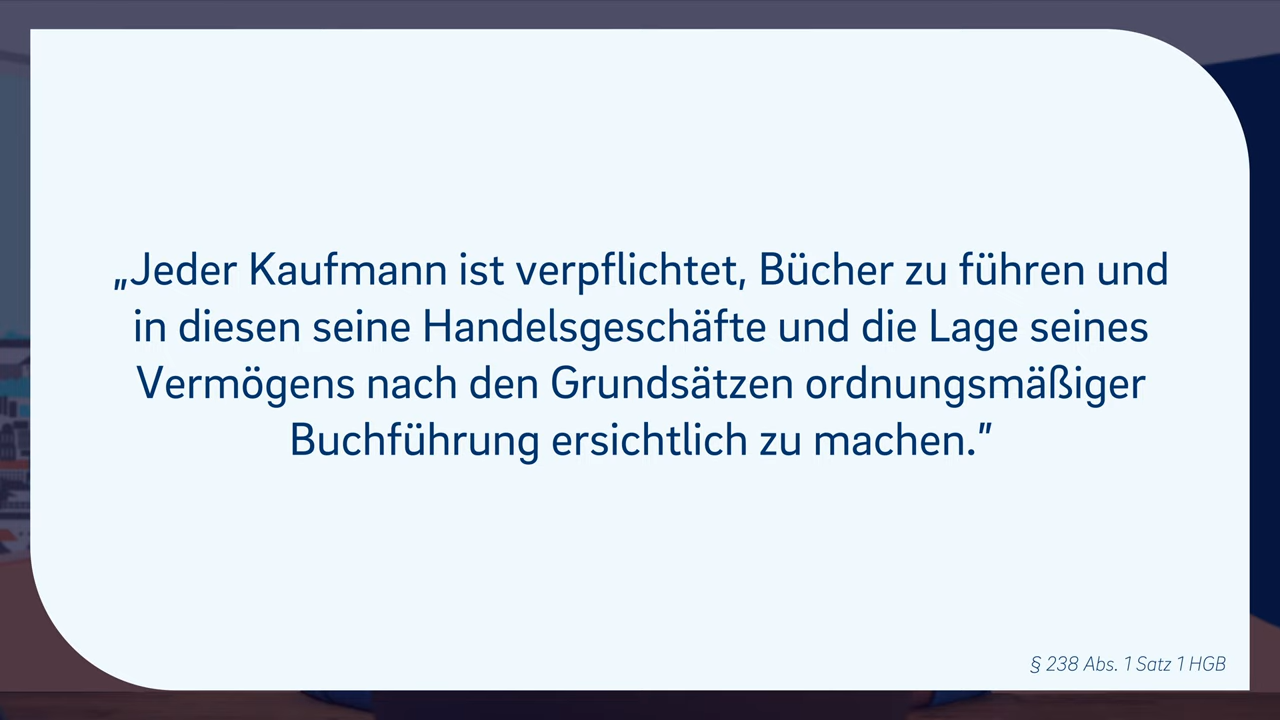 „Jeder Kaufmann ist verpflichtet, Bücher zu führen und
in diesen seine Handelsgeschäfte und die Lage seines
Vermögens nach den Grundsätzen ordnungsmäßiger
Buchführung ersichtlich zu machen.”
§ 238 Abs. 1 Satz 1 HGB